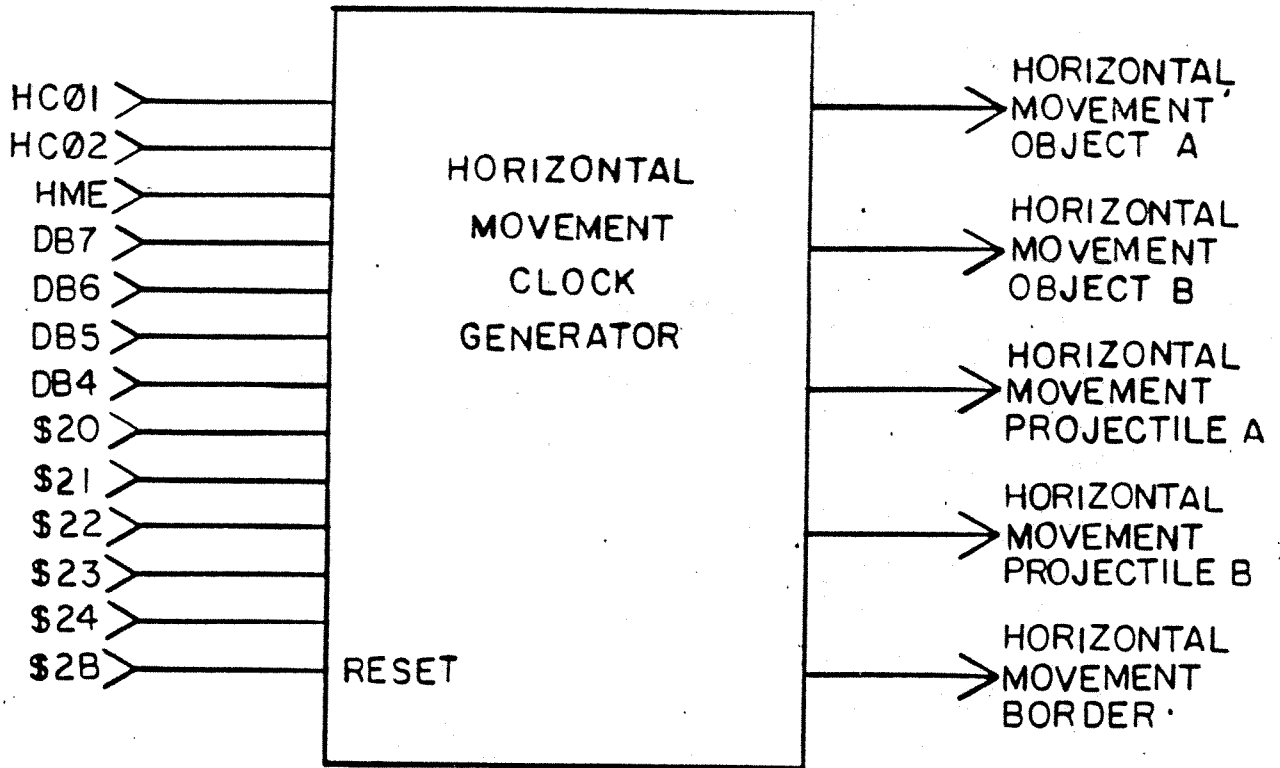 HCØ1
HCØ2
HME
DB7
DB6
DB5
DB4
$20
$21
$22
$23
$24
$2B
RESET
HORIZONTAL
MOVEMENT
CLOCK
GENERATOR
HORIZONTAL
MOVEMENT
OBJECT A
HORIZONTAL
MOVEMENT
OBJECT B
HORIZONTAL
MOVEMENT
PROJECTILE A
HORIZONTAL
MOVEMENT
PROJECTILE B
HORIZONTAL
MOVEMENT
BORDER